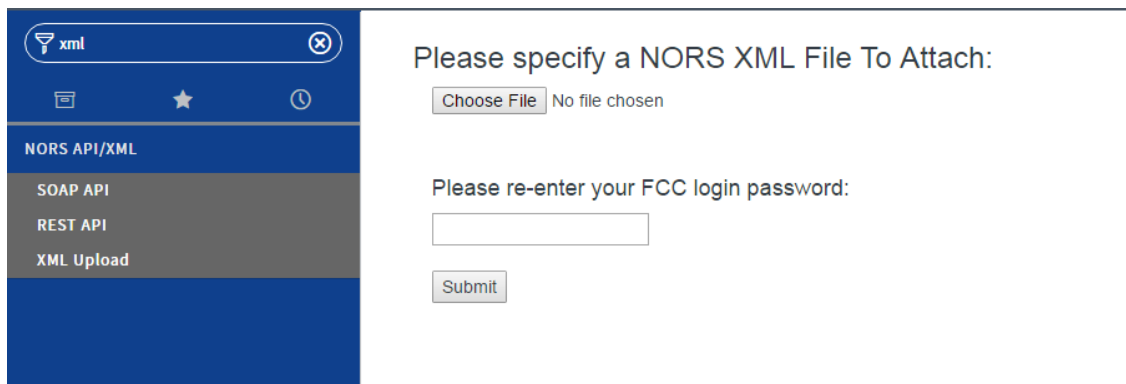 xml
NORS API/XML
SOAP API
REST API
XML Upload
Please specify a NORS XML File To Attach:
Choose File No file chosen
Please re-enter your FCC login password:
Submit